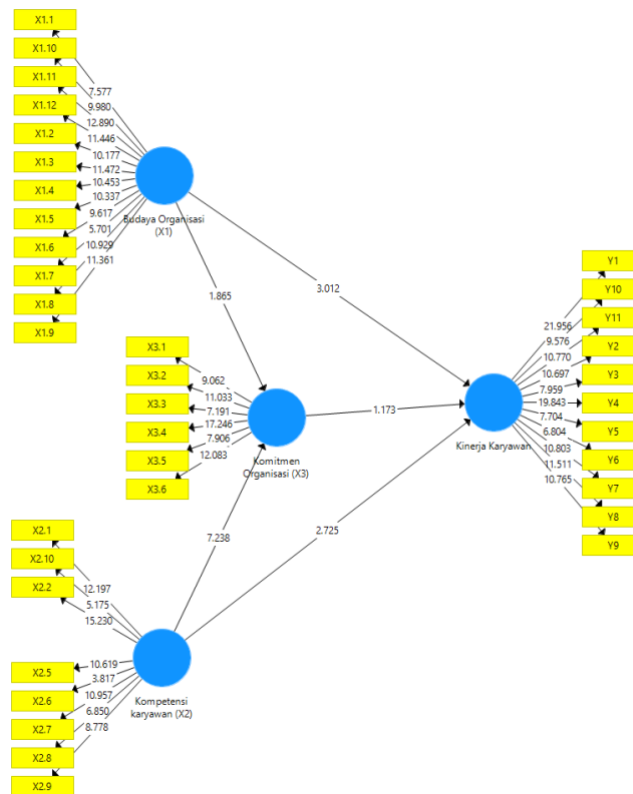 X1.1
X1.10
X1.11
X1.12
X1.2
X1.3
X1.4
X1.5
X1.6
X1.7
X1.8
X1.9
7.577
9.980
12.890
11.446
10.177
11.472
10.453
10.337
9.617
5.701
10.929
11.361
Budaya Organisasi
(X1)
1.865
3.012
X3.1
X3.2
X3.3
X3.4
X3.5
X3.6
9.062
11.033
7.191
17.246
7.906
12.083
Komitmen
Organisasi (X3)
1.173
7.238
2.725
X2.1
X2.10
X2.2
X2.5
X2.6
X2.7
X2.8
X2.9
12.197
5.175
15.230
10.619
3.817
10.957
6.850
8.778
Kompetensi
karyawan (X2)
Kinerja Karyawan
21.956
9.576
10.770
10.697
7.959
19.843
7.704
6.804
10.803
11.511
10.765
Y1
Y10
Y11
Y2
Y3
Y4
Y5
Y6
Y7
Y8
Y9